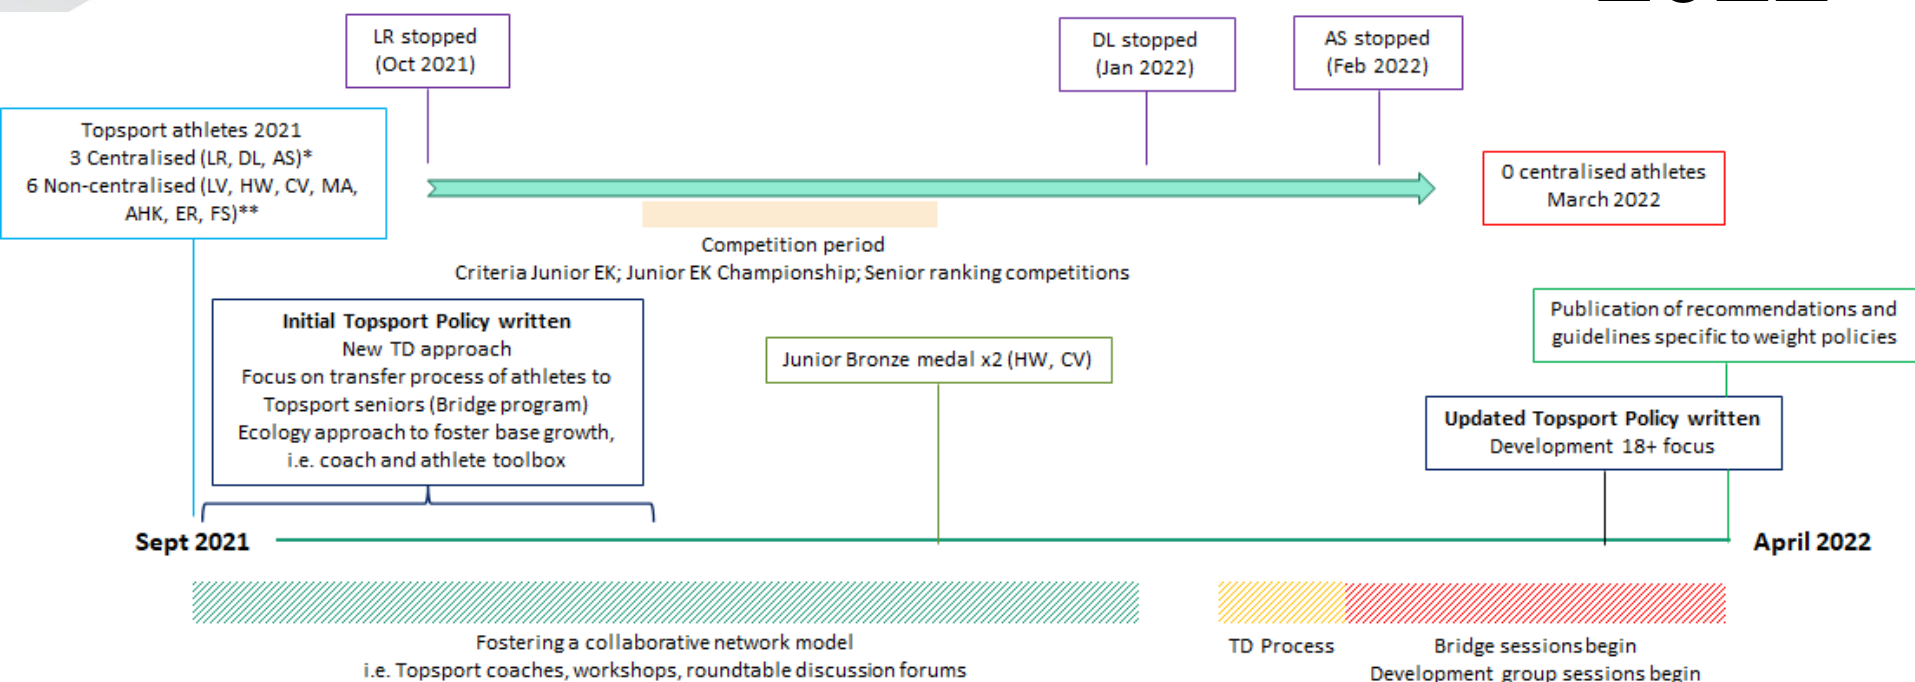 LR stopped
(Oct 2021)
DL stopped
(Jan 2022)
AS stopped
(Feb 2022)
Topsport athletes 2021
3 Centralised (LR, DL, AS)*
6 Non-centralised (LV, HW, CV, MA,
AHK, ER, FS)**
0 centralised athletes
March 2022
Competition period
Criteria Junior EK; Junior EK Championship; Senior ranking competitions
Initial Topsport Policy written
New TD approach
Focus on transfer process of athletes to
Topsport seniors (Bridge program)
Ecology approach to foster base growth,
i.e. coach and athlete toolbox
Junior Bronze medal x2 (HW, CV)
Publication of recommendations and
guidelines specific to weight policies
Updated Topsport Policy written
Development 18+ focus
Sept 2021
April 2022
Fostering a collaborative network model
i.e. Topsport coaches, workshops, roundtable discussion forums
TD Process
Bridge sessions begin
Development group sessions begin